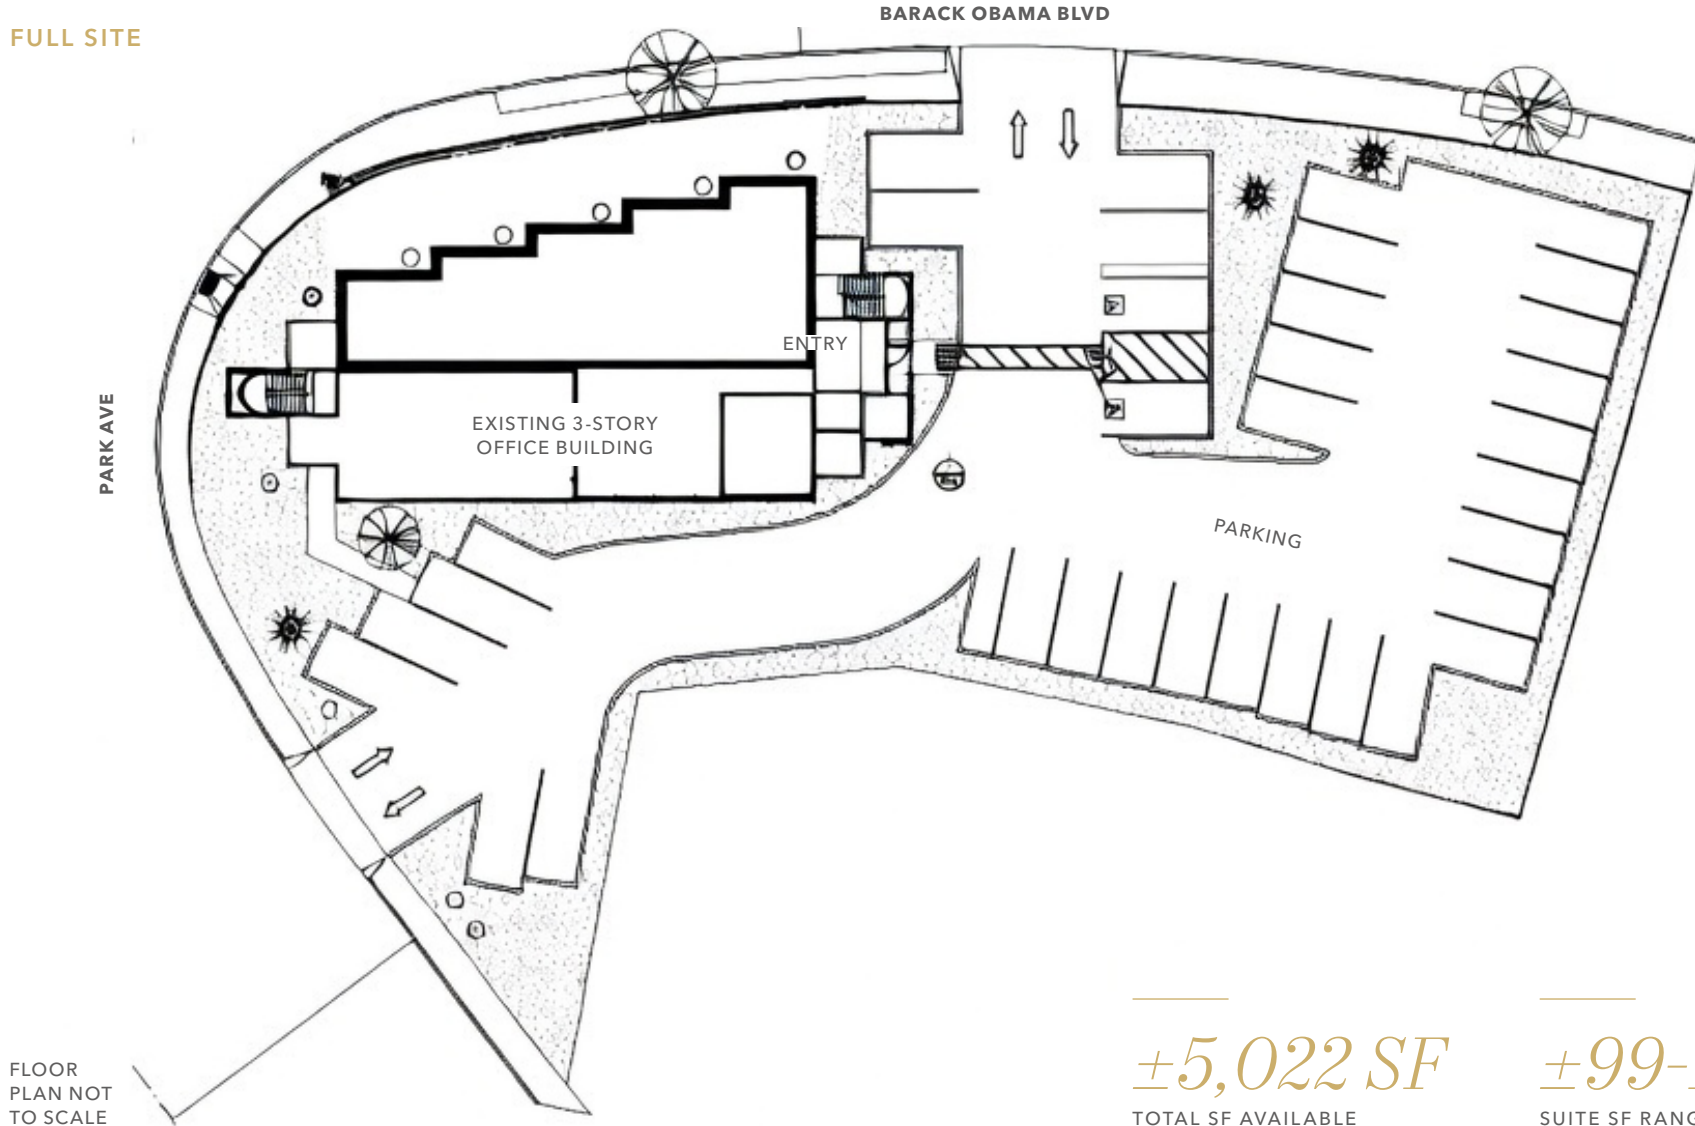 FULL SITE
BARACK OBAMA BLVD
PARK AVE
ENTRY
EXISTING 3-STORY
OFFICE BUILDING
PARKING
FLOOR
PLAN NOT
TO SCALE
±5,022 SF
TOTAL SF AVAILABLE
±99-
SUITE SF